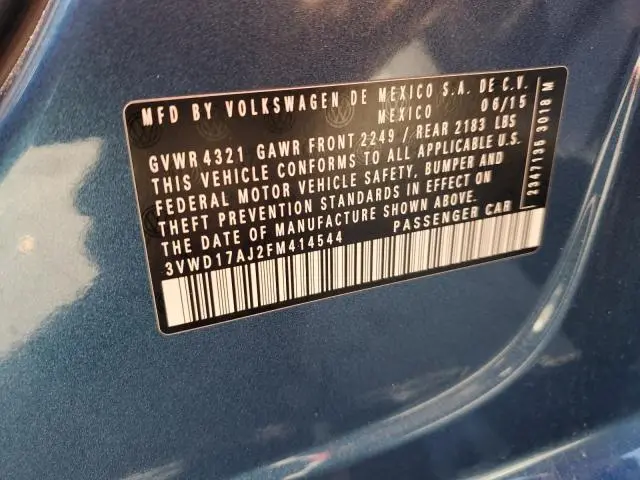 MFD BY VOLKSWAGEN DE MEXICO S.A. DE C.V.
MEXICO 06/15
GVWR 4321 GAWR FRONT 2249 / REAR 2183 LBS
THIS VEHICLE CONFORMS TO ALL APPLICABLE U.S.
FEDERAL MOTOR VEHICLE SAFETY, BUMPER AND
THEFT PREVENTION STANDARDS IN EFFECT ON
THE DATE OF MANUFACTURE SHOWN ABOVE.
3VWD17AJ2FM414544 PASSENGER CAR
2347136 3018 M